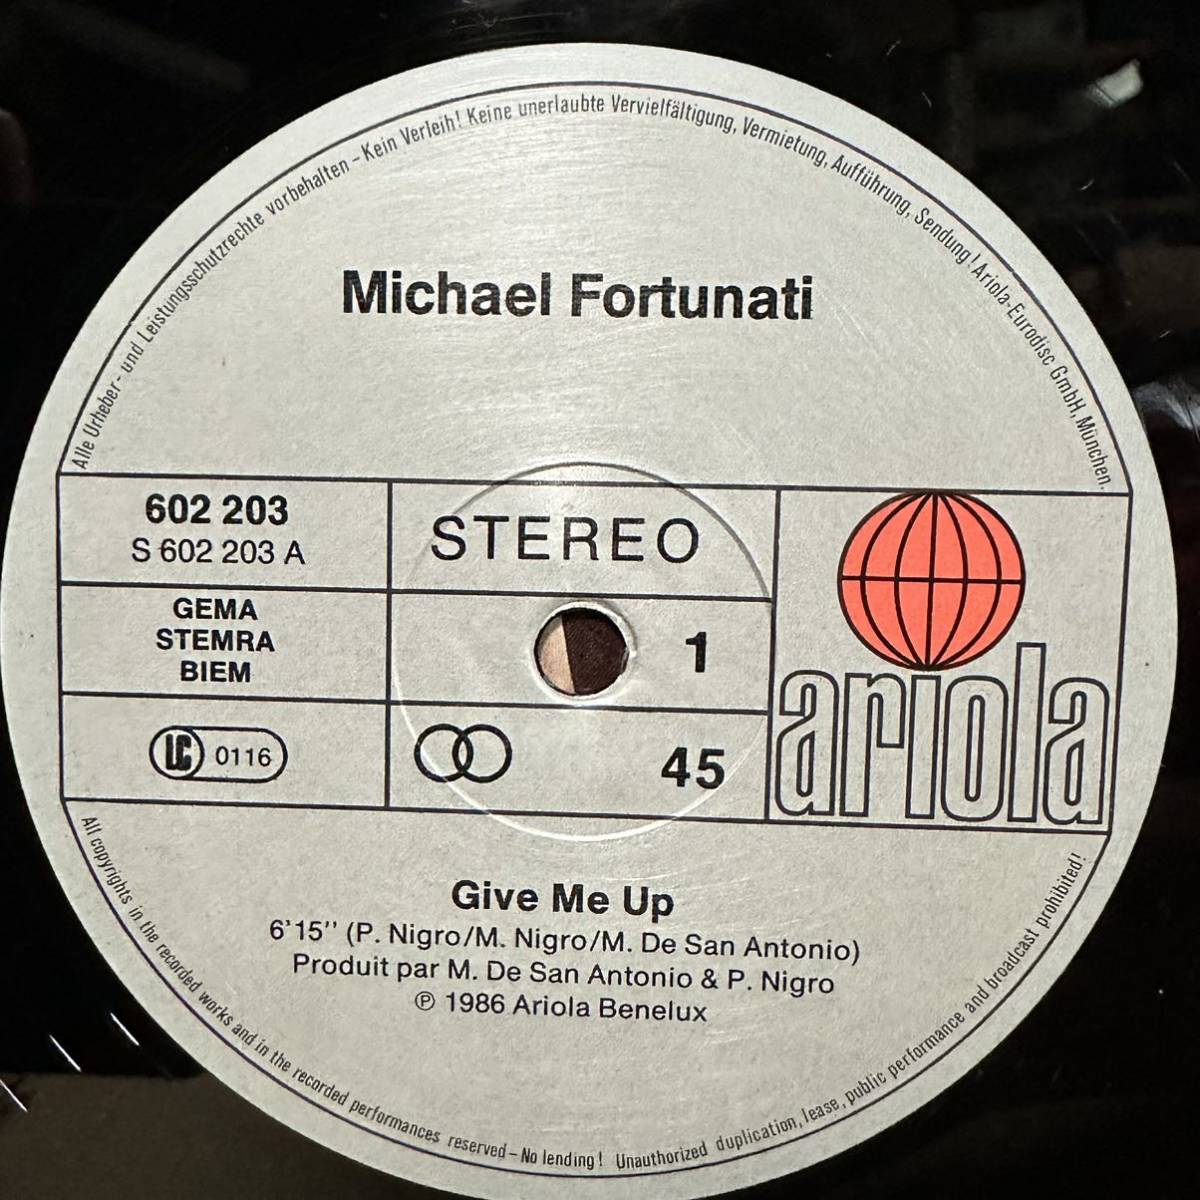 Alle Urheber- und Leistungsschutzrechte vorbehalten – Kein Verleih! Keine unerlaubte Vervielfältigung, Vermietung, Aufführung, Sendung! Ariola-Eurodisc GmbH, München.
Michael Fortunati
602 203
S 602 203 A
STEREO
GEMA
STEMRA
BIEM
1
LC 0116
45
ariola
Give Me Up
6'15'' (P. Nigro/M. Nigro/M. De San Antonio)
Produit par M. De San Antonio & P. Nigro
℗ 1986 Ariola Benelux
All copyrights in the recorded works and in the recorded performances reserved – No lending! Unauthorized duplication, lease, public performance and broadcast prohibited!